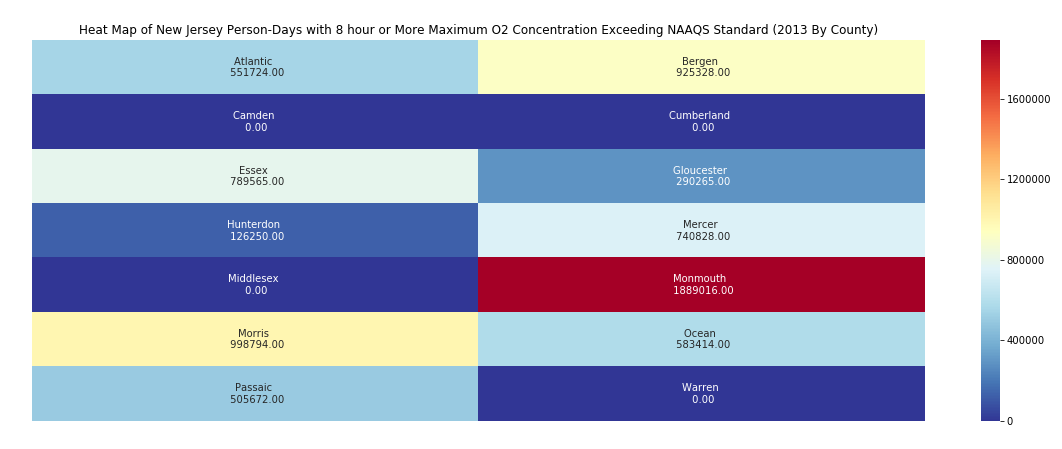 Heat Map of New Jersey Person-Days with 8 hour or More Maximum O2 Concentration Exceeding NAAQS Standard (2013 By County)
Atlantic
551724.00
Bergen
925328.00
Camden
0.00
Cumberland
0.00
Essex
789565.00
Gloucester
290265.00
Hunterdon
126250.00
Mercer
740828.00
Middlesex
0.00
Monmouth
1889016.00
Morris
998794.00
Ocean
583414.00
Passaic
505672.00
Warren
0.00
1600000
1200000
800000
400000
0